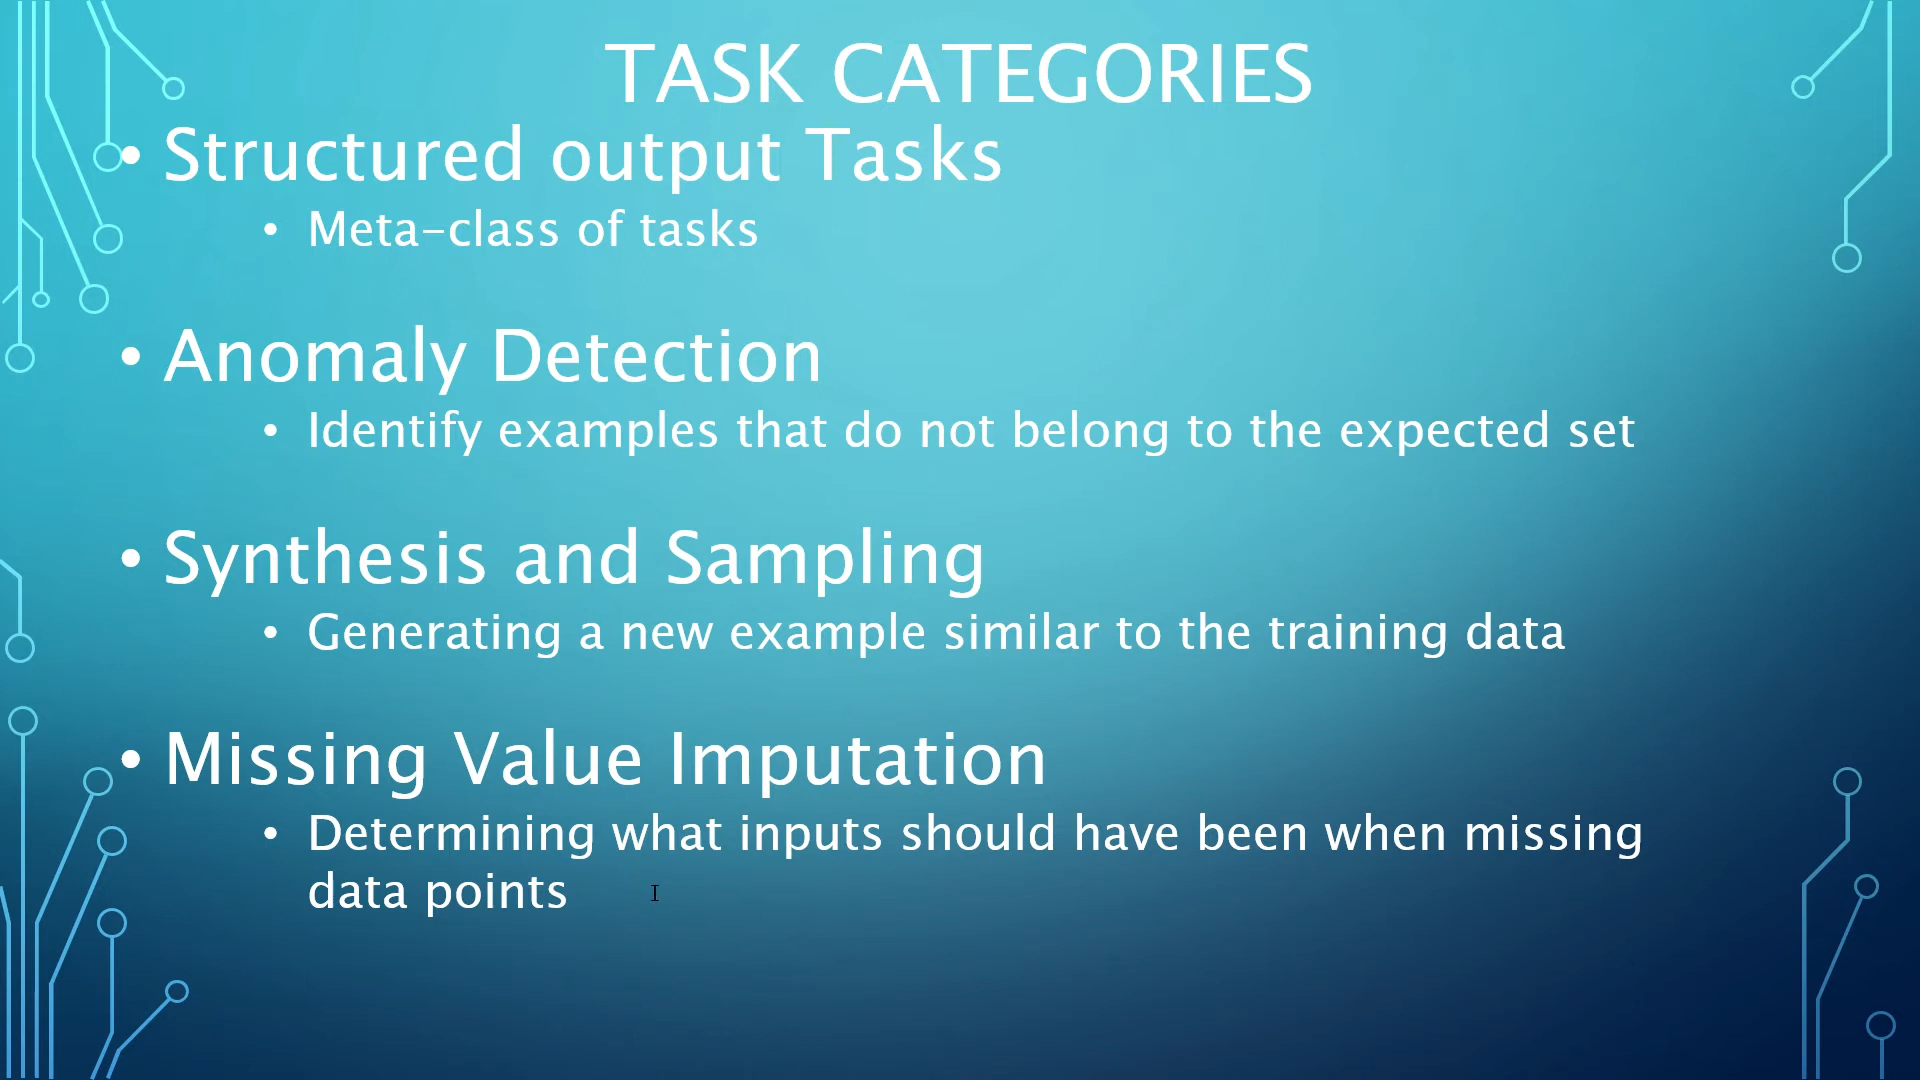 TASK CATEGORIES
• Structured output Tasks
• Meta-class of tasks
• Anomaly Detection
• Identify examples that do not belong to the expected set
• Synthesis and Sampling
• Generating a new example similar to the training data
• Missing Value Imputation
• Determining what inputs should have been when missing
data points